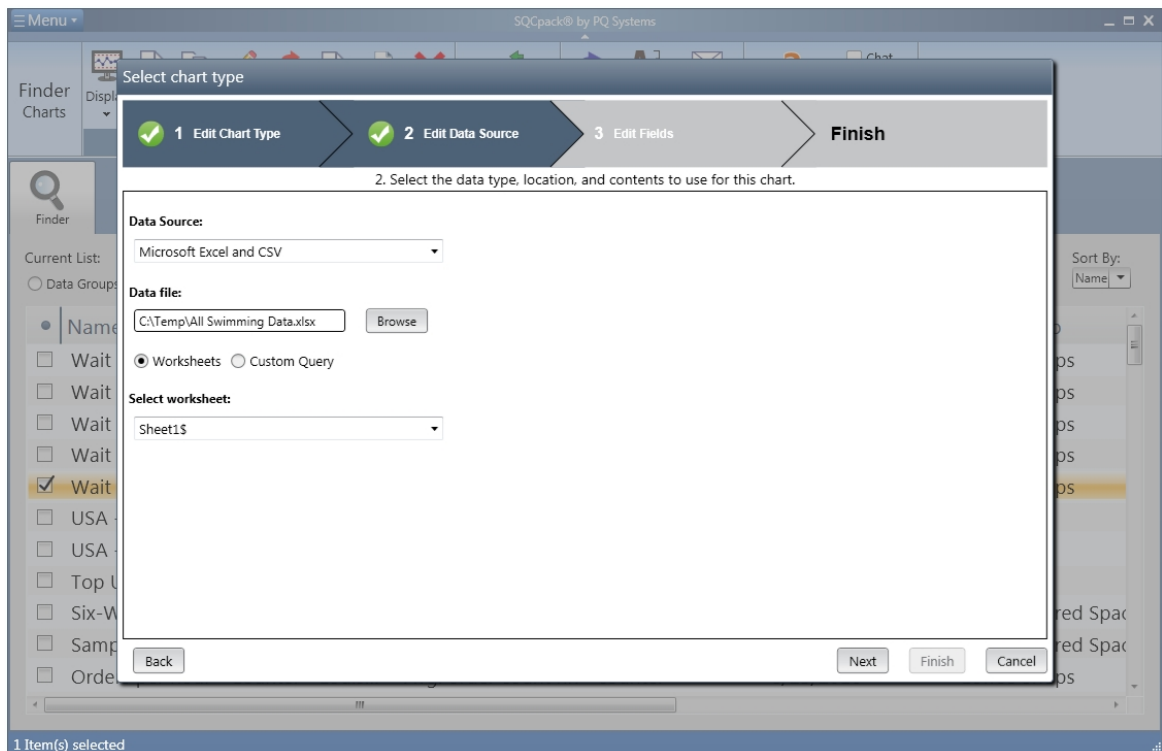 Menu
SQCpack® by PQ Systems
Finder
Charts
Displ
Chat
Select chart type
1 Edit Chart Type
2 Edit Data Source
3 Edit Fields
Finish
2. Select the data type, location, and contents to use for this chart.
Finder
Current List:
Data Groups
Sort By:
Name
Data Source:
Microsoft Excel and CSV
Data file:
C:\Temp\All Swimming Data.xlsx
Browse
Worksheets
Custom Query
Select worksheet:
Sheet1$
Name
Wait
ps
Wait
ps
Wait
ps
Wait
ps
Wait
ps
USA -
USA -
Top U
Six-W
red Spac
Samp
red Spac
Orde
ps
Back
Next
Finish
Cancel
1 Item(s) selected